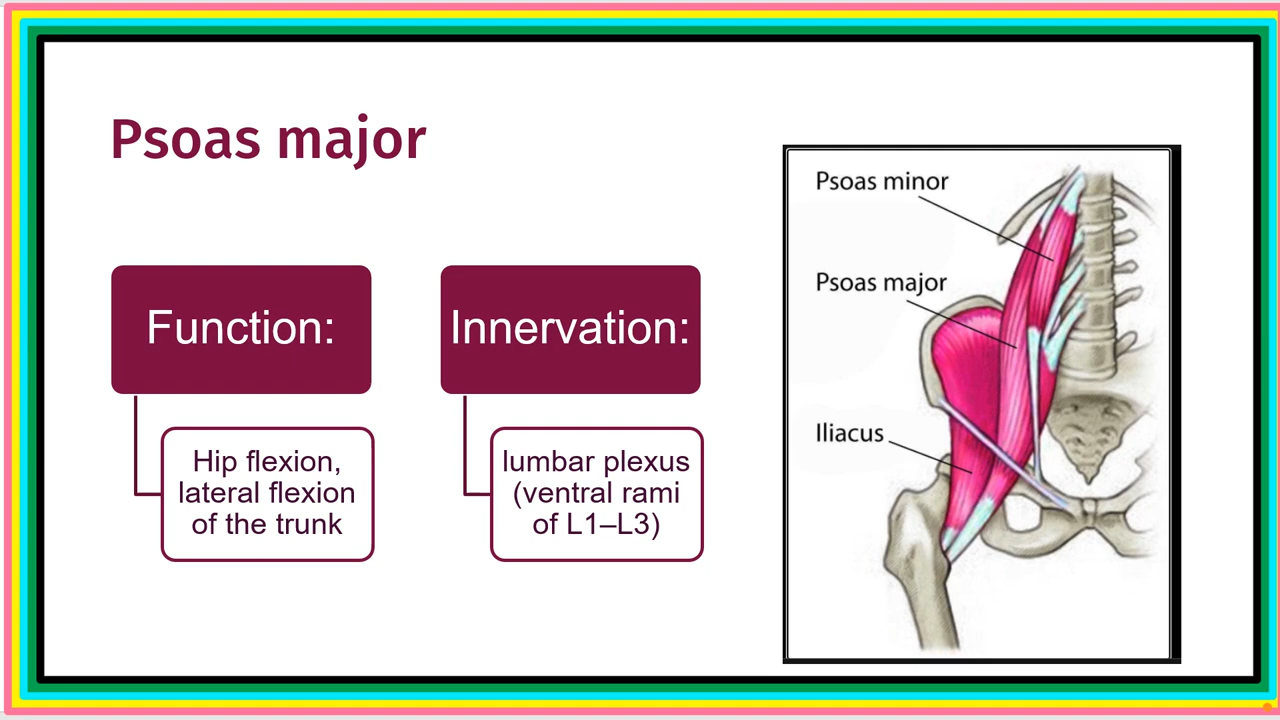 Psoas major
Function:
Hip flexion,
lateral flexion
of the trunk
Innervation:
lumbar plexus
(ventral rami
of L1–L3)
Psoas minor
Psoas major
Iliacus